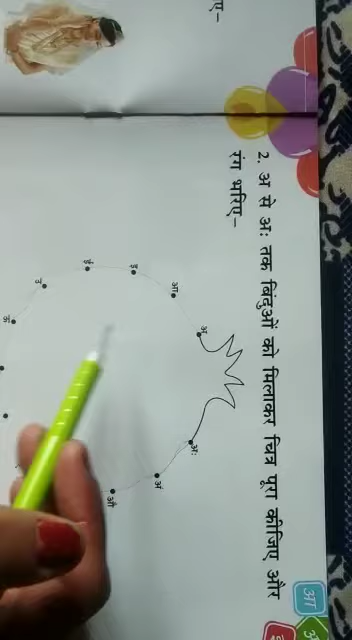 2. अ से अः तक बिंदुओं को मिलाकर चित्र पूरा कीजिए और
रंग भरिए–
अ
आ
इ
ई
उ
ऊ
औ
अं
अः
आ